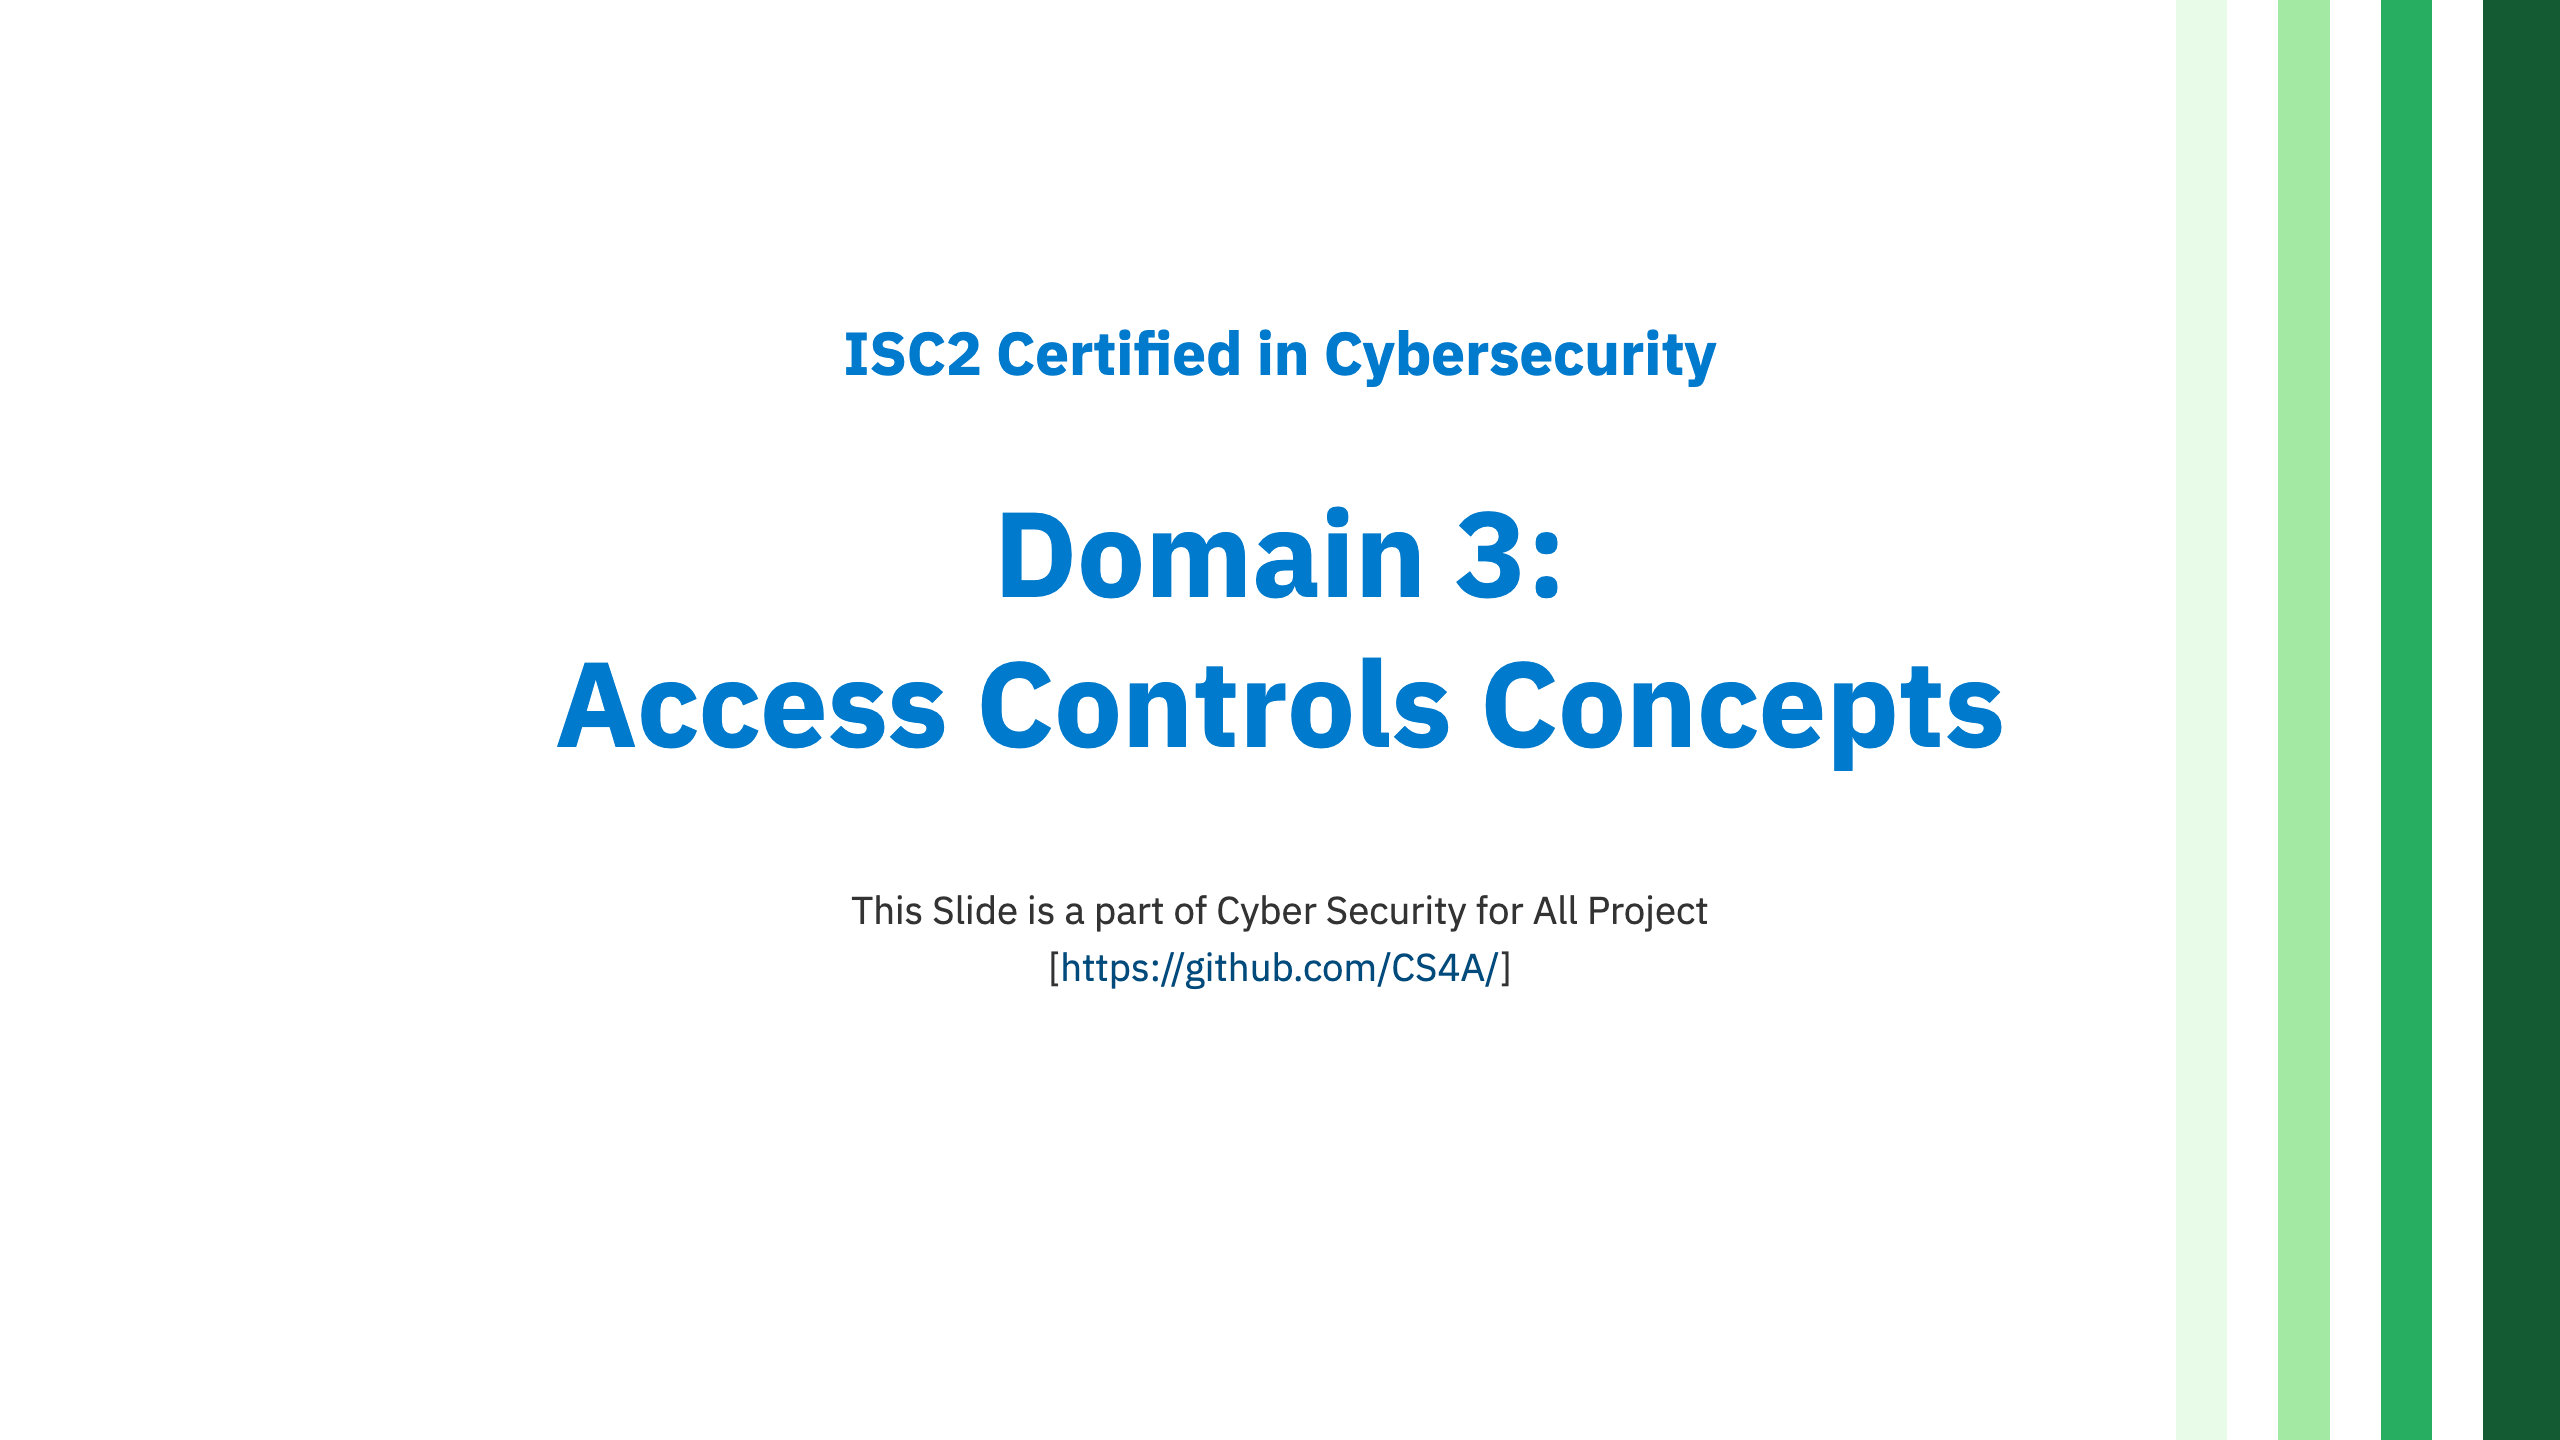 ISC2 Certified in Cybersecurity
Domain 3:
Access Controls Concepts
This Slide is a part of Cyber Security for All Project
[https://github.com/CS4A/]